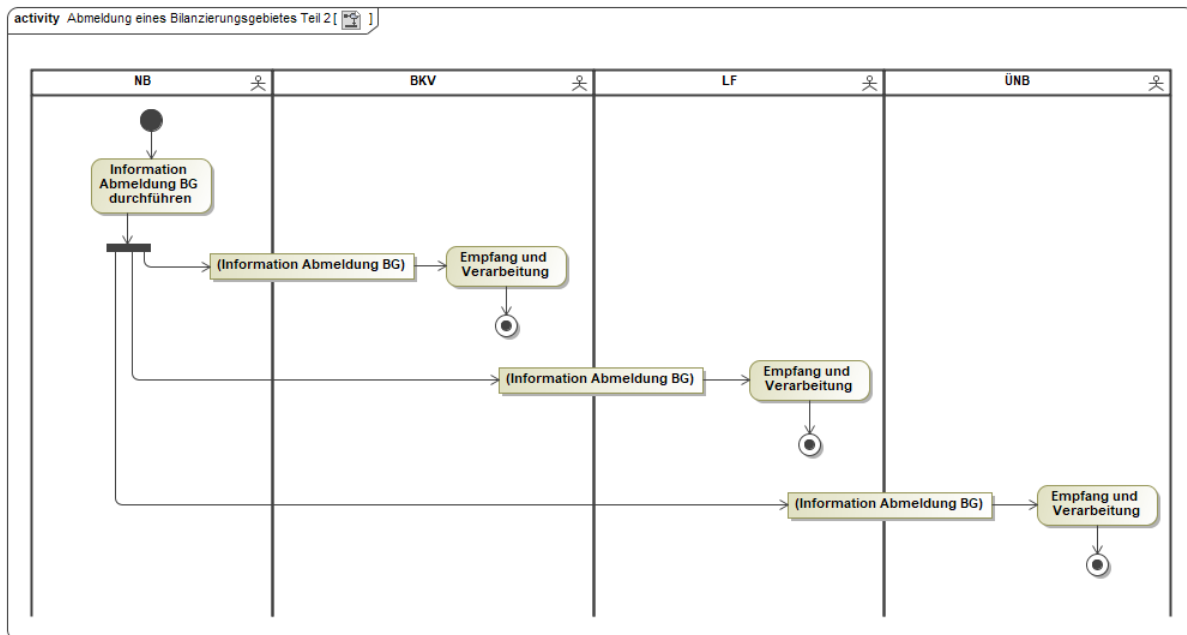 activity Abmeldung eines Bilanzierungsgebietes Teil 2 [ ]
NB
BKV
LF
ÜNB
Information
Abmeldung BG
durchführen
(Information Abmeldung BG)
Empfang und
Verarbeitung
(Information Abmeldung BG)
Empfang und
Verarbeitung
(Information Abmeldung BG)
Empfang und
Verarbeitung